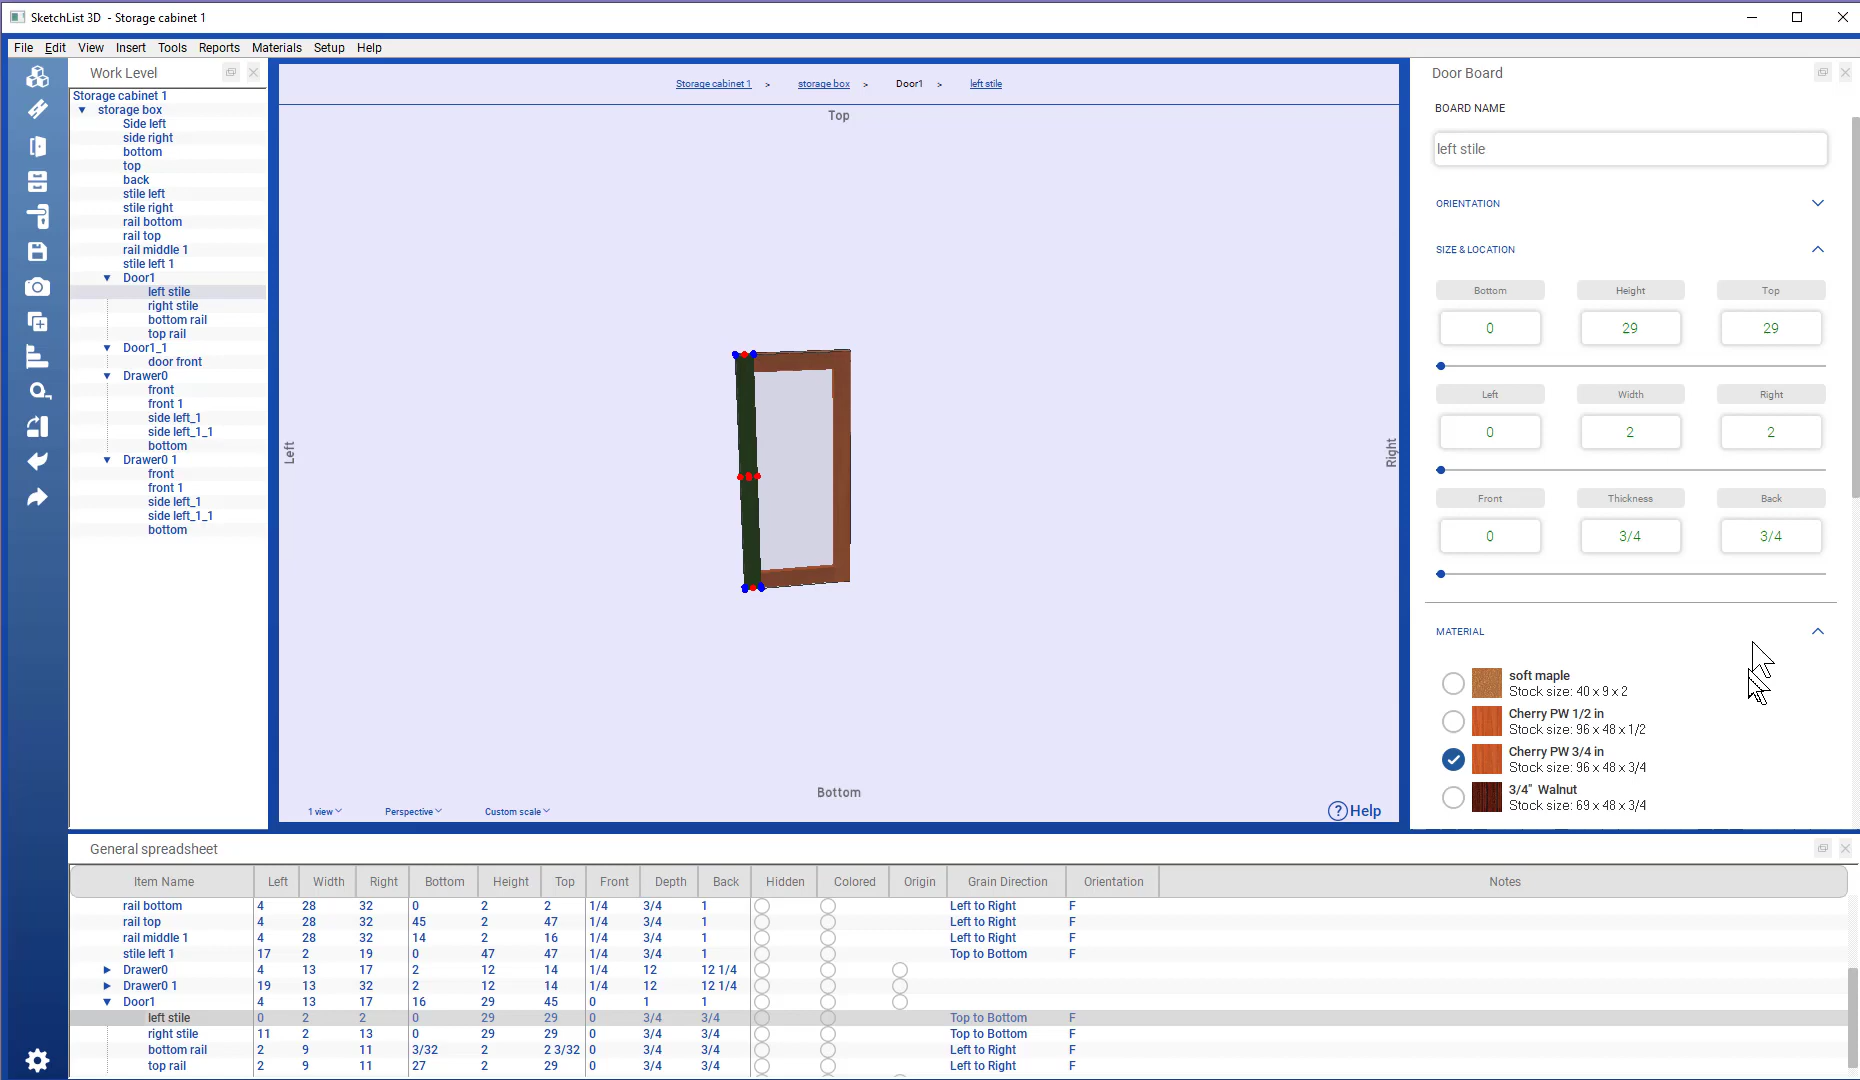 SketchList 3D - Storage cabinet 1
File Edit View Insert Tools Reports Materials Setup Help
Work Level
Storage cabinet 1
storage box
Side left
side right
bottom
top
back
stile left
stile right
rail bottom
rail top
rail middle 1
stile left 1
Door1
left stile
right stile
bottom rail
top rail
Door1_1
door front
Drawer0
front
front 1
side left_1
side left_1_1
bottom
Drawer0 1
front
front 1
side left_1
side left_1_1
bottom
Storage cabinet 1 > storage box > Door1 > left stile
Top
Left
Right
Bottom
1 view Perspective Custom scale
? Help
Door Board
BOARD NAME
left stile
ORIENTATION
SIZE & LOCATION
Bottom Height Top
0 29 29
Left Width Right
0 2 2
Front Thickness Back
0 3/4 3/4
MATERIAL
soft maple
Stock size: 40 x 9 x 2
Cherry PW 1/2 in
Stock size: 96 x 48 x 1/2
Cherry PW 3/4 in
Stock size: 96 x 48 x 3/4
3/4" Walnut
Stock size: 69 x 48 x 3/4
General spreadsheet
Item Name Left Width Right Bottom Height Top Front Depth Back Hidden Colored Origin Grain Direction Orientation Notes
rail bottom 4 28 32 0 2 2 1/4 3/4 1 Left to Right F
rail top 4 28 32 45 2 47 1/4 3/4 1 Left to Right F
rail middle 1 4 28 32 14 2 16 1/4 3/4 1 Left to Right F
stile left 1 17 2 19 0 47 47 1/4 3/4 1 Top to Bottom F
Drawer0 4 13 17 2 12 14 1/4 12 12 1/4
Drawer0 1 19 13 32 2 12 14 1/4 12 12 1/4
Door1 4 13 17 16 29 45 0 1 1
left stile 0 2 2 0 29 29 0 3/4 3/4 Top to Bottom F
right stile 11 2 13 0 29 29 0 3/4 3/4 Top to Bottom F
bottom rail 2 9 11 3/32 2 2 3/32 0 3/4 3/4 Left to Right F
top rail 2 9 11 27 2 29 0 3/4 3/4 Left to Right F